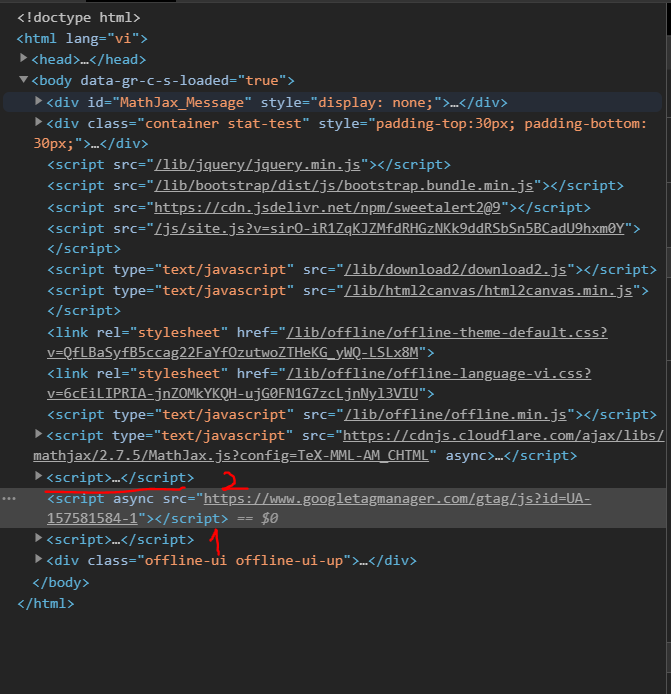 <!doctype html>
<html lang="vi">
<head>…</head>
<body data-gr-c-s-loaded="true">
<div id="MathJax_Message" style="display: none;">…</div>
<div class="container stat-test" style="padding-top:30px; padding-bottom:
30px;">…</div>
<script src="/lib/jquery/jquery.min.js"></script>
<script src="/lib/bootstrap/dist/js/bootstrap.bundle.min.js"></script>
<script src="https://cdn.jsdelivr.net/npm/sweetalert2@9"></script>
<script src="/js/site.js?v=sirO-iR1ZqKJZMfdRHGzNKk9ddRSbSn5BCadU9hxm0Y">
</script>
<script type="text/javascript" src="/lib/download2/download2.js"></script>
<script type="text/javascript" src="/lib/html2canvas/html2canvas.min.js">
</script>
<link rel="stylesheet" href="/lib/offline/offline-theme-default.css?
v=QfLBaSyfB5ccag22FaYfOzutwoZTHeKG_yWQ-LSLx8M">
<link rel="stylesheet" href="/lib/offline/offline-language-vi.css?
v=6cEiLIPRIA-jnZOMkYKQH-ujG0FN1G7zcLjnNyl3VIU">
<script type="text/javascript" src="/lib/offline/offline.min.js"></script>
<script type="text/javascript" src="https://cdnjs.cloudflare.com/ajax/libs/
mathjax/2.7.5/MathJax.js?config=TeX-MML-AM_CHTML" async>…</script>
<script>…</script> 2
<script async src="https://www.googletagmanager.com/gtag/js?id=UA-
157581584-1"></script> == $0
1
<script>…</script>
<div class="offline-ui offline-ui-up">…</div>
</body>
</html>